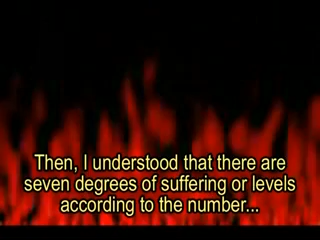 Then, I understood that there are
seven degrees of suffering or levels
according to the number...